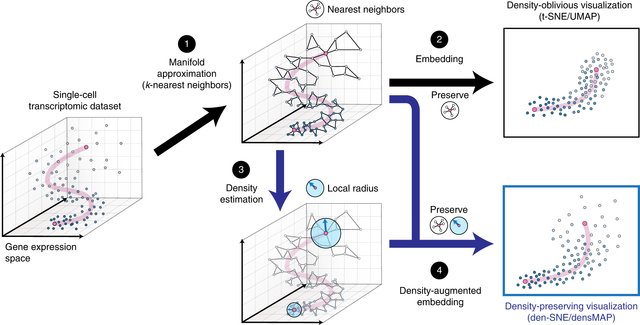 Nearest neighbors
Density-oblivious visualization
(t-SNE/UMAP)
1
Manifold
approximation
(k-nearest neighbors)
2
Embedding
Preserve
Single-cell
transcriptomic dataset
Gene expression
space
3
Density
estimation
Local radius
Preserve
4
Density-augmented
embedding
Density-preserving visualization
(den-SNE/densMAP)